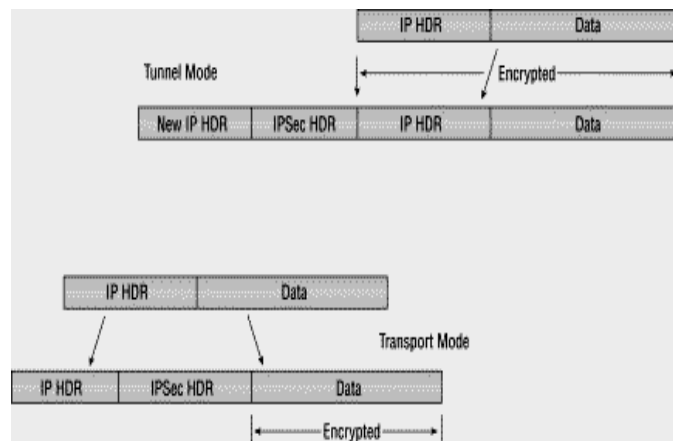 IP HDR Data
Tunnel Mode
Encrypted
New IP HDR IPSec HDR IP HDR Data
IP HDR Data
Transport Mode
IP HDR IPSec HDR Data
Encrypted